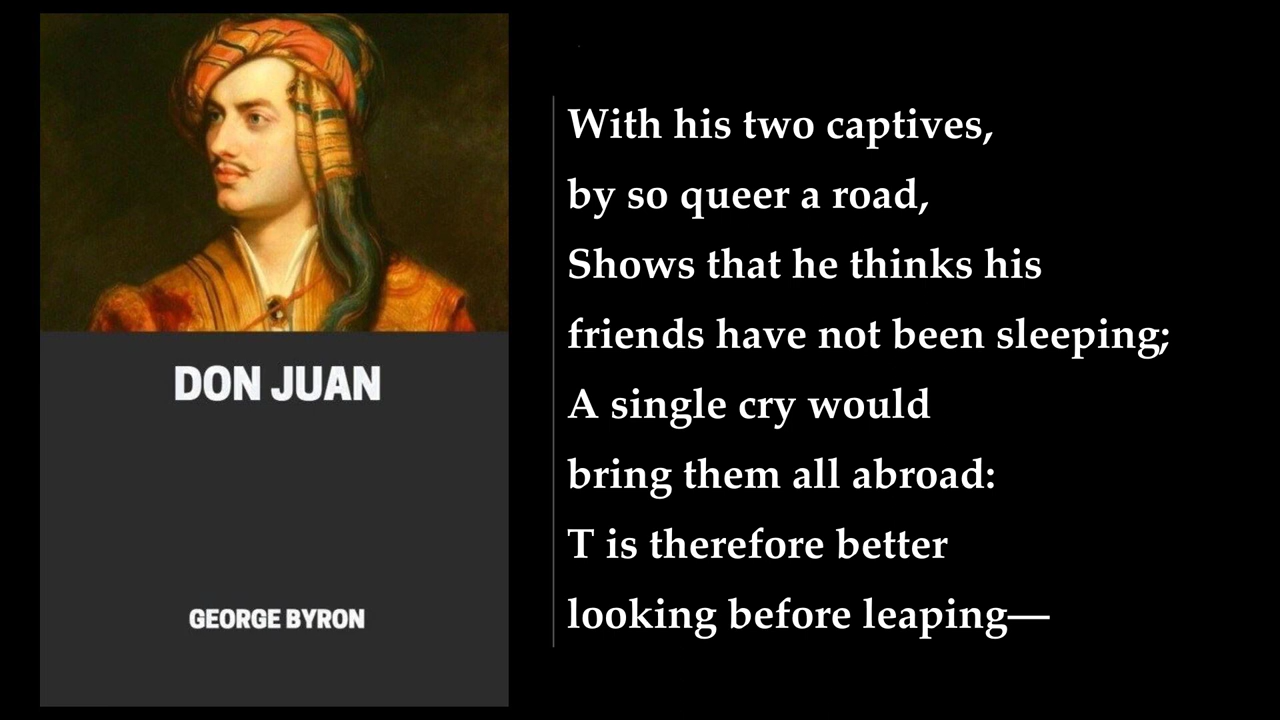 DON JUAN
GEORGE BYRON
With his two captives,
by so queer a road,
Shows that he thinks his
friends have not been sleeping;
A single cry would
bring them all abroad:
T is therefore better
looking before leaping—